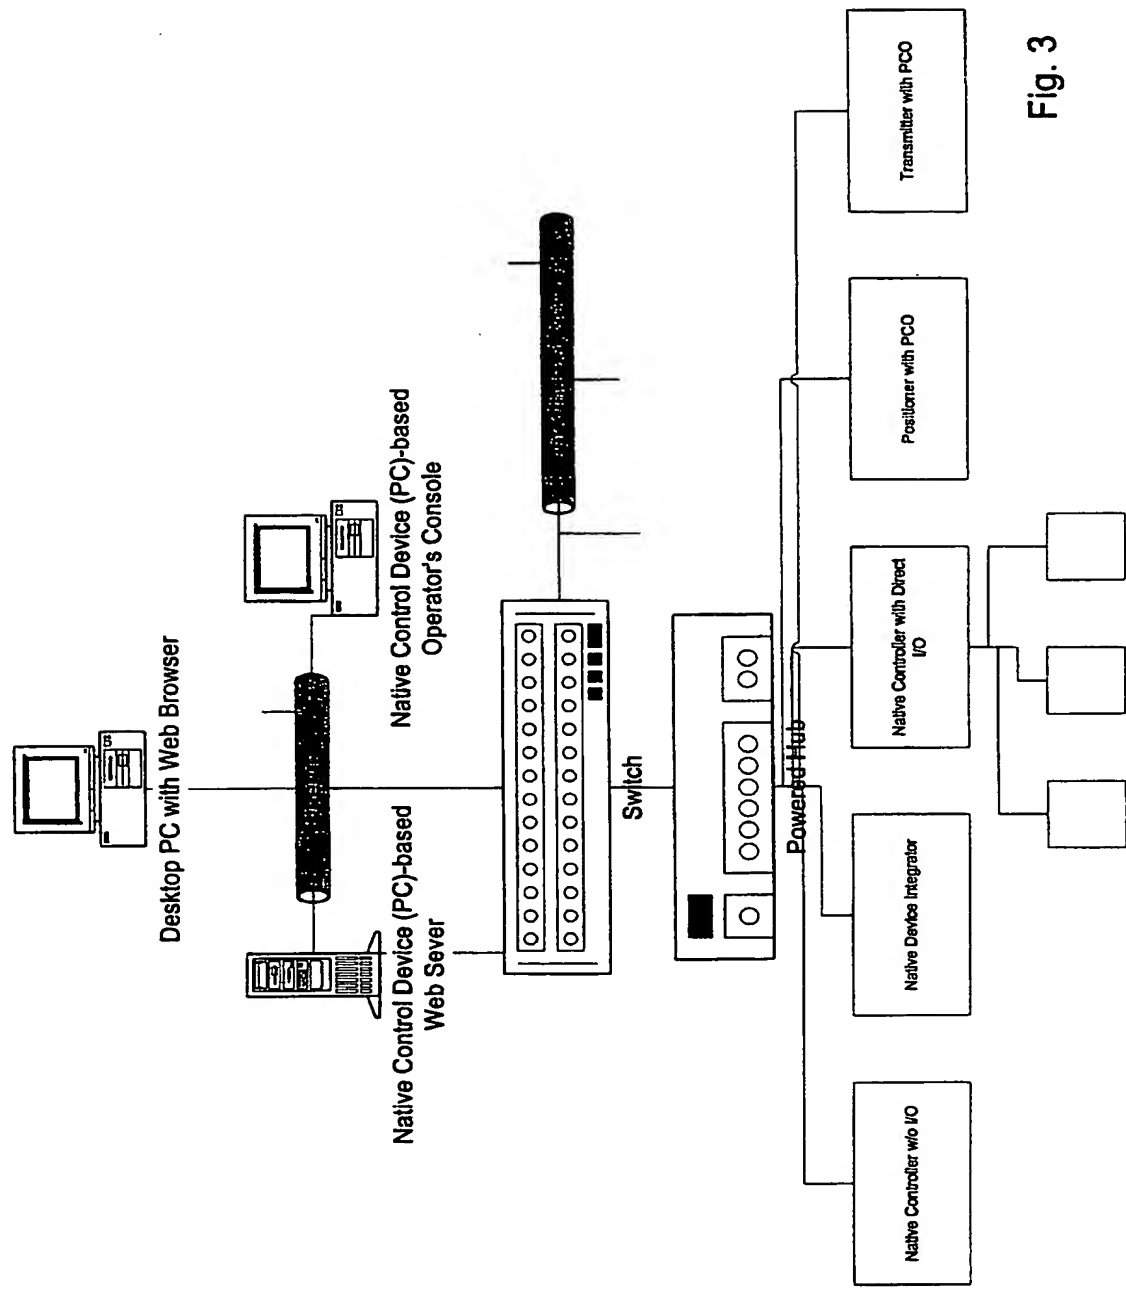 Desktop PC with Web Browser
Native Control Device (PC)-based
Web Sever
Native Control Device (PC)-based
Operator's Console
Switch
Powered Hub
Native Controller w/o I/O
Native Device Integrator
Native Controller with Direct
I/O
Positioner with PCO
Transmitter with PCO
Fig. 3